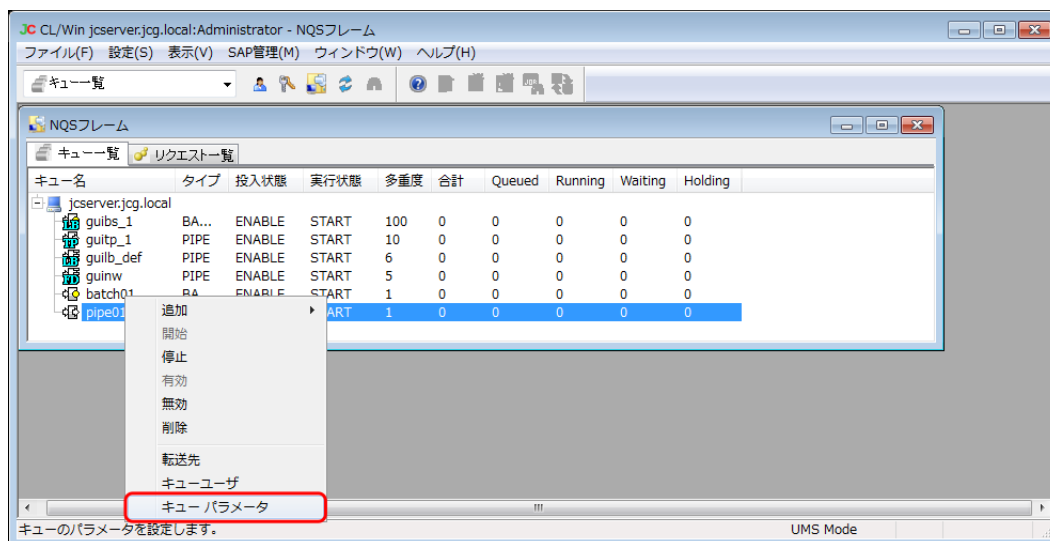 JC CL/Win jcserver.jcg.local:Administrator - NQSフレーム
ファイル(F) 設定(S) 表示(V) SAP管理(M) ウィンドウ(W) ヘルプ(H)
キュー一覧
NQSフレーム
キュー一覧 リクエスト一覧
キュー名 タイプ 投入状態 実行状態 多重度 合計 Queued Running Waiting Holding
jcserver.jcg.local
guibs_1 BA... ENABLE START 100 0 0 0 0 0
guitp_1 PIPE ENABLE START 10 0 0 0 0 0
guilb_def PIPE ENABLE START 6 0 0 0 0 0
guinw PIPE ENABLE START 5 0 0 0 0 0
batch01 BA ENABLE START 1 0 0 0 0 0
pipe01 ART 1 0 0 0 0 0
追加
開始
停止
有効
無効
削除
転送先
キューユーザ
キュー パラメータ
キューのパラメータを設定します。 UMS Mode